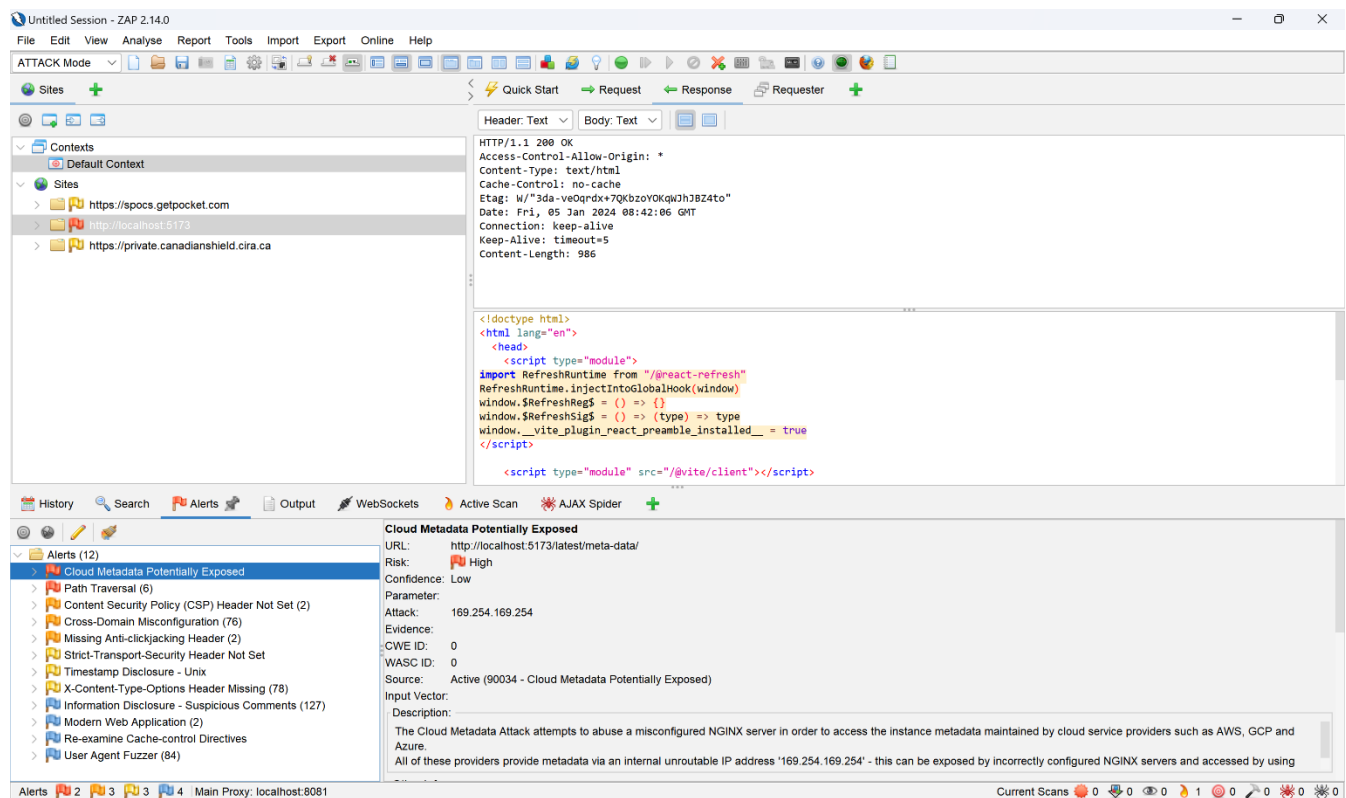 Untitled Session - ZAP 2.14.0
File Edit View Analyse Report Tools Import Export Online Help
ATTACK Mode
Sites
Quick Start Request Response Requester
Header: Text Body: Text
Contexts
Default Context
Sites
https://spocs.getpocket.com
http://localhost:5173
https://private.canadianshield.cira.ca
HTTP/1.1 200 OK
Access-Control-Allow-Origin: *
Content-Type: text/html
Cache-Control: no-cache
Etag: W/"3da-veOqrdx+7QKbzoYOKqWJhJBZ4to"
Date: Fri, 05 Jan 2024 08:42:06 GMT
Connection: keep-alive
Keep-Alive: timeout=5
Content-Length: 986
<!doctype html>
<html lang="en">
<head>
<script type="module">
import RefreshRuntime from "/@react-refresh"
RefreshRuntime.injectIntoGlobalHook(window)
window.$RefreshReg$ = () => {}
window.$RefreshSig$ = () => (type) => type
window.__vite_plugin_react_preamble_installed__ = true
</script>
<script type="module" src="/@vite/client"></script>
History Search Alerts Output WebSockets Active Scan AJAX Spider
Alerts (12)
Cloud Metadata Potentially Exposed
Path Traversal (6)
Content Security Policy (CSP) Header Not Set (2)
Cross-Domain Misconfiguration (76)
Missing Anti-clickjacking Header (2)
Strict-Transport-Security Header Not Set
Timestamp Disclosure - Unix
X-Content-Type-Options Header Missing (78)
Information Disclosure - Suspicious Comments (127)
Modern Web Application (2)
Re-examine Cache-control Directives
User Agent Fuzzer (84)
Cloud Metadata Potentially Exposed
URL: http://localhost:5173/latest/meta-data/
Risk: High
Confidence: Low
Parameter:
Attack: 169.254.169.254
Evidence:
CWE ID: 0
WASC ID: 0
Source: Active (90034 - Cloud Metadata Potentially Exposed)
Input Vector:
Description:
The Cloud Metadata Attack attempts to abuse a misconfigured NGINX server in order to access the instance metadata maintained by cloud service providers such as AWS, GCP and
Azure.
All of these providers provide metadata via an internal unroutable IP address '169.254.169.254' - this can be exposed by incorrectly configured NGINX servers and accessed by using
Alerts 2 3 3 4 Main Proxy: localhost:8081
Current Scans 0 0 0 1 0 0 0 0